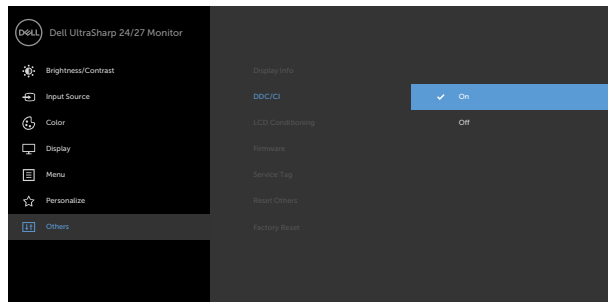 DELL Dell UltraSharp 24/27 Monitor
Brightness/Contrast
Input Source
Color
Display
Menu
Personalize
Others
Display Info
DDC/CI
LCD Conditioning
Firmware
Service Tag
Reset Others
Factory Reset
On
Off